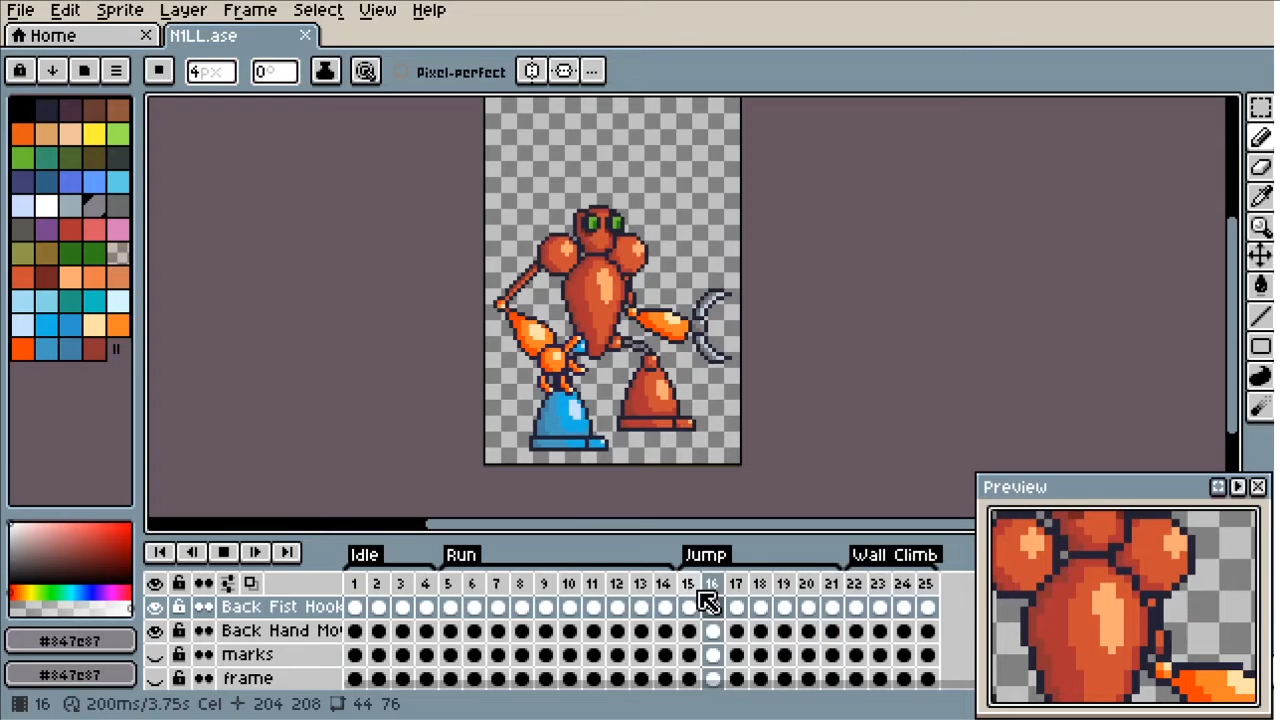 File Edit Sprite Layer Frame Select View Help
Home N1LL.ase
4px 0° Pixel-perfect
Preview
Idle Run Jump Wall Climb
1 2 3 4 5 6 7 8 9 10 11 12 13 14 15 16 17 18 19 20 21 22 23 24 25
Back Fist Hook
Back Hand Mo
marks
frame
#847e87
#847e87
16 200ms/3.75s Cel 204 208 44 76